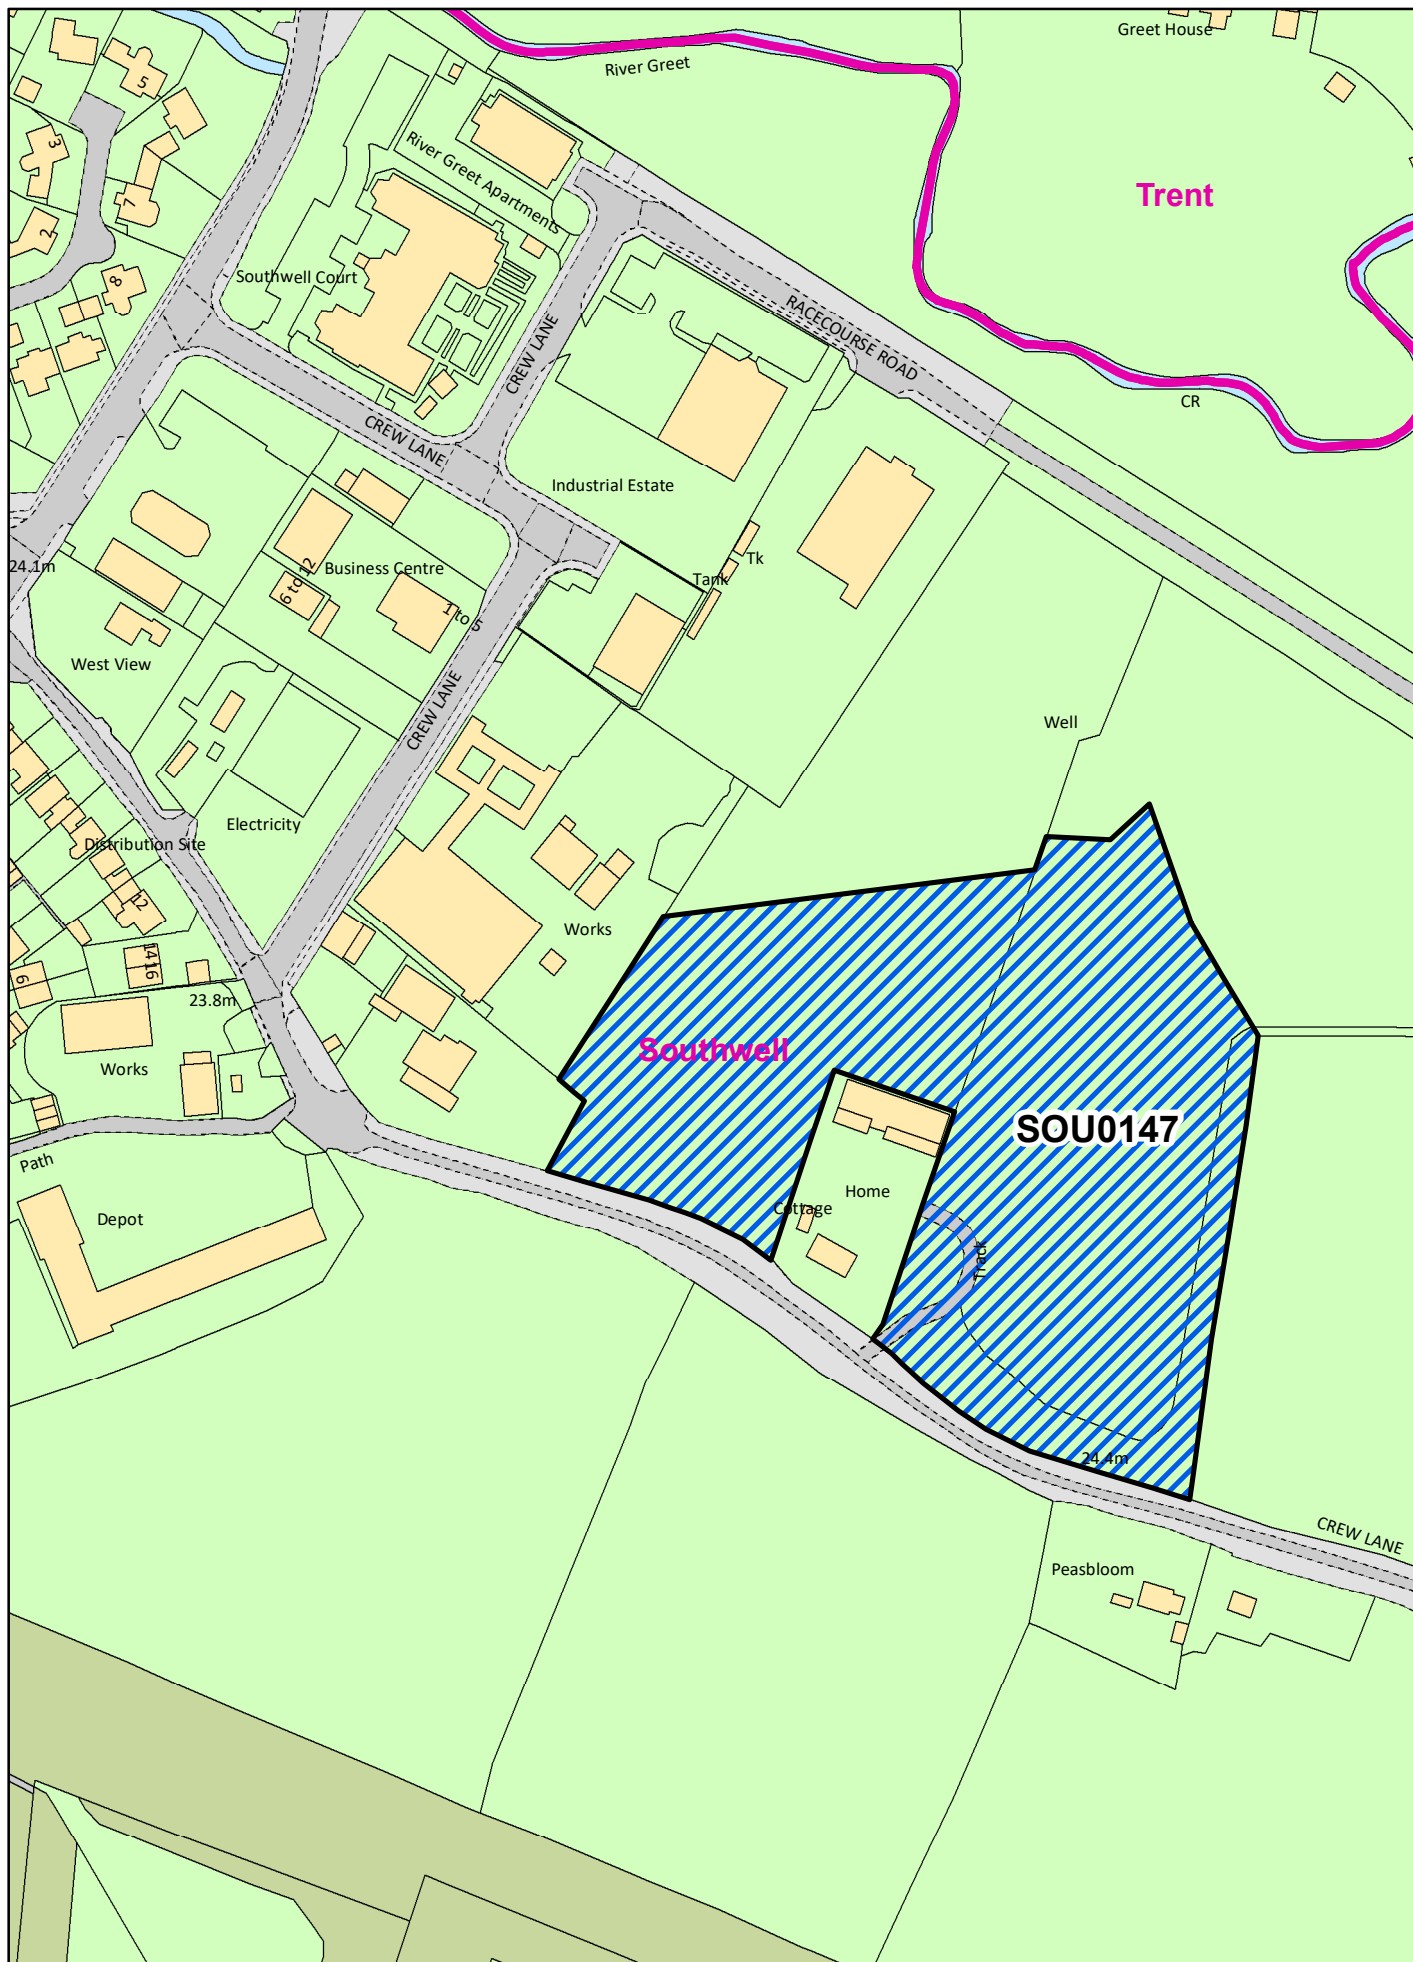 Greet House
River Greet
5
3
River Greet Apartments
Trent
7
2
8
Southwell Court
RACECOURSE ROAD
CREW LANE
CR
CREW LANE
Industrial Estate
24.1m
Business Centre
6 to 12
Tk
Tank
1 to 5
West View
CREW LANE
Well
Electricity
Distribution Site
12
Works
1416
6
23.8m
Southwell
Works
SOU0147
Path
Home
Cottage
Depot
Track
24.4m
CREW LANE
Peasbloom